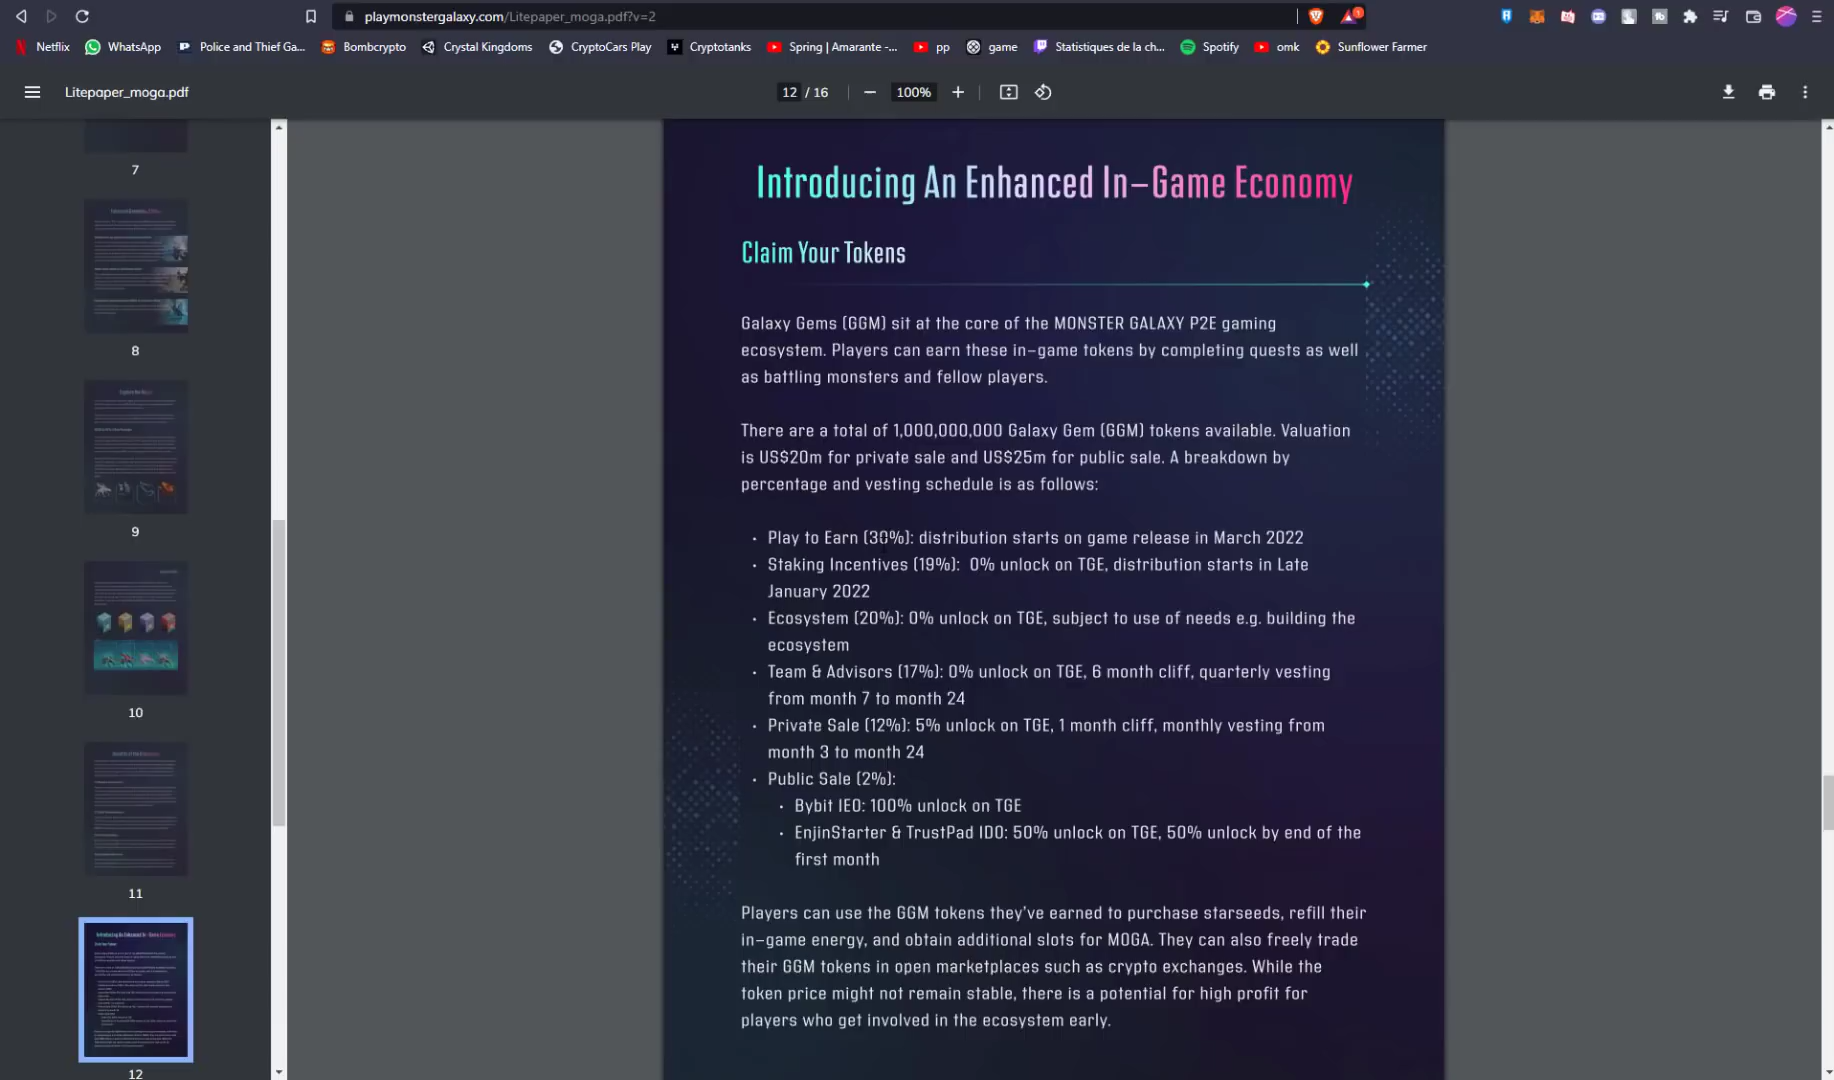 playmonstergalaxy.com/Litepaper_moga.pdf?v=2
Netflix
WhatsApp
Police and Thief Ga...
Bombcrypto
Crystal Kingdoms
CryptoCars Play
Cryptotanks
Spring | Amarante -...
pp
game
Statistiques de la ch...
Spotify
omk
Sunflower Farmer
Litepaper_moga.pdf
12 / 16
100%
7
8
9
10
11
12
Introducing An Enhanced In-Game Economy
Claim Your Tokens
Galaxy Gems (GGM) sit at the core of the MONSTER GALAXY P2E gaming
ecosystem. Players can earn these in-game tokens by completing quests as well
as battling monsters and fellow players.
There are a total of 1,000,000,000 Galaxy Gem (GGM) tokens available. Valuation
is US$20m for private sale and US$25m for public sale. A breakdown by
percentage and vesting schedule is as follows:
• Play to Earn (30%): distribution starts on game release in March 2022
• Staking Incentives (19%): 0% unlock on TGE, distribution starts in Late
January 2022
• Ecosystem (20%): 0% unlock on TGE, subject to use of needs e.g. building the
ecosystem
• Team & Advisors (17%): 0% unlock on TGE, 6 month cliff, quarterly vesting
from month 7 to month 24
• Private Sale (12%): 5% unlock on TGE, 1 month cliff, monthly vesting from
month 3 to month 24
• Public Sale (2%):
• Bybit IEO: 100% unlock on TGE
• EnjinStarter & TrustPad IDO: 50% unlock on TGE, 50% unlock by end of the
first month
Players can use the GGM tokens they've earned to purchase starseeds, refill their
in-game energy, and obtain additional slots for MOGA. They can also freely trade
their GGM tokens in open marketplaces such as crypto exchanges. While the
token price might not remain stable, there is a potential for high profit for
players who get involved in the ecosystem early.